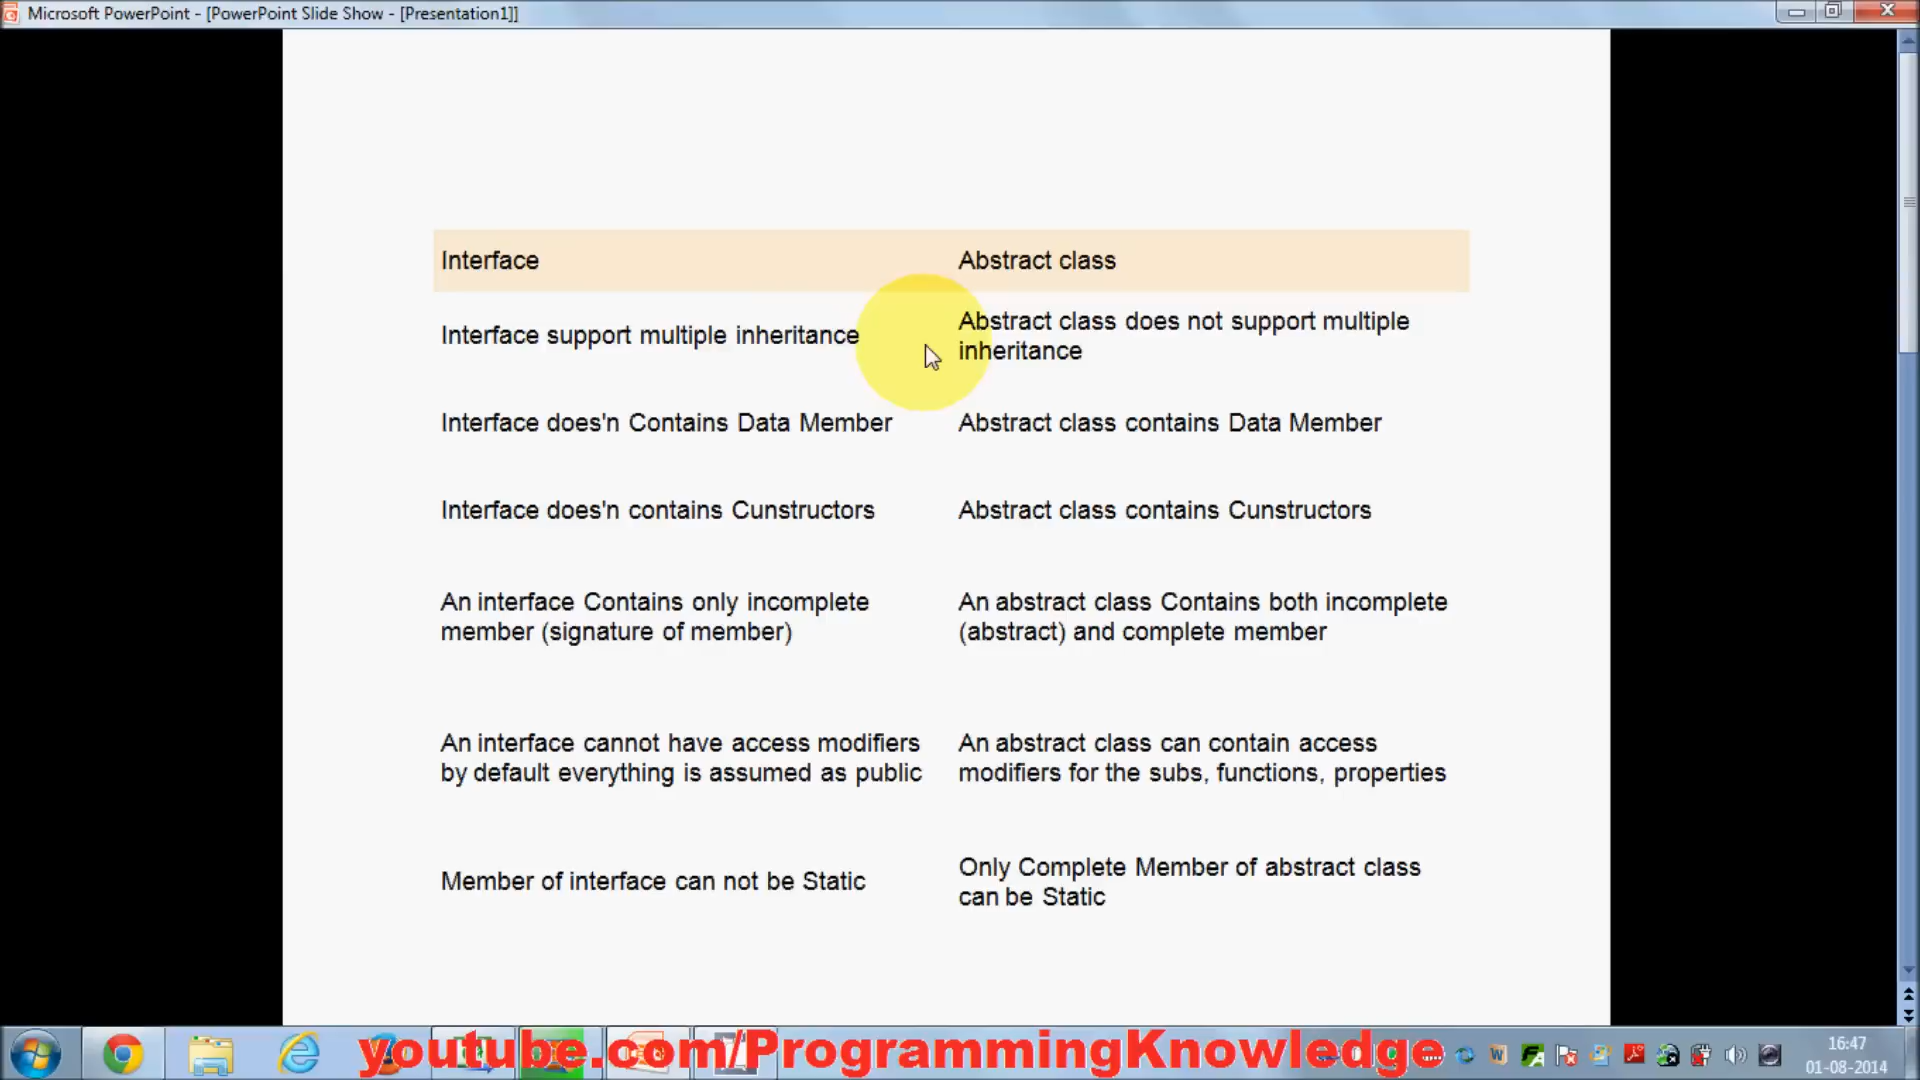 Microsoft PowerPoint - [PowerPoint Slide Show - [Presentation1]]
Interface
Abstract class
Interface support multiple inheritance
Abstract class does not support multiple
inheritance
Interface does'n Contains Data Member
Abstract class contains Data Member
Interface does'n contains Cunstructors
Abstract class contains Cunstructors
An interface Contains only incomplete
member (signature of member)
An abstract class Contains both incomplete
(abstract) and complete member
An interface cannot have access modifiers
by default everything is assumed as public
An abstract class can contain access
modifiers for the subs, functions, properties
Member of interface can not be Static
Only Complete Member of abstract class
can be Static
youtube.com/ProgrammingKnowledge
16:47
01-08-2014